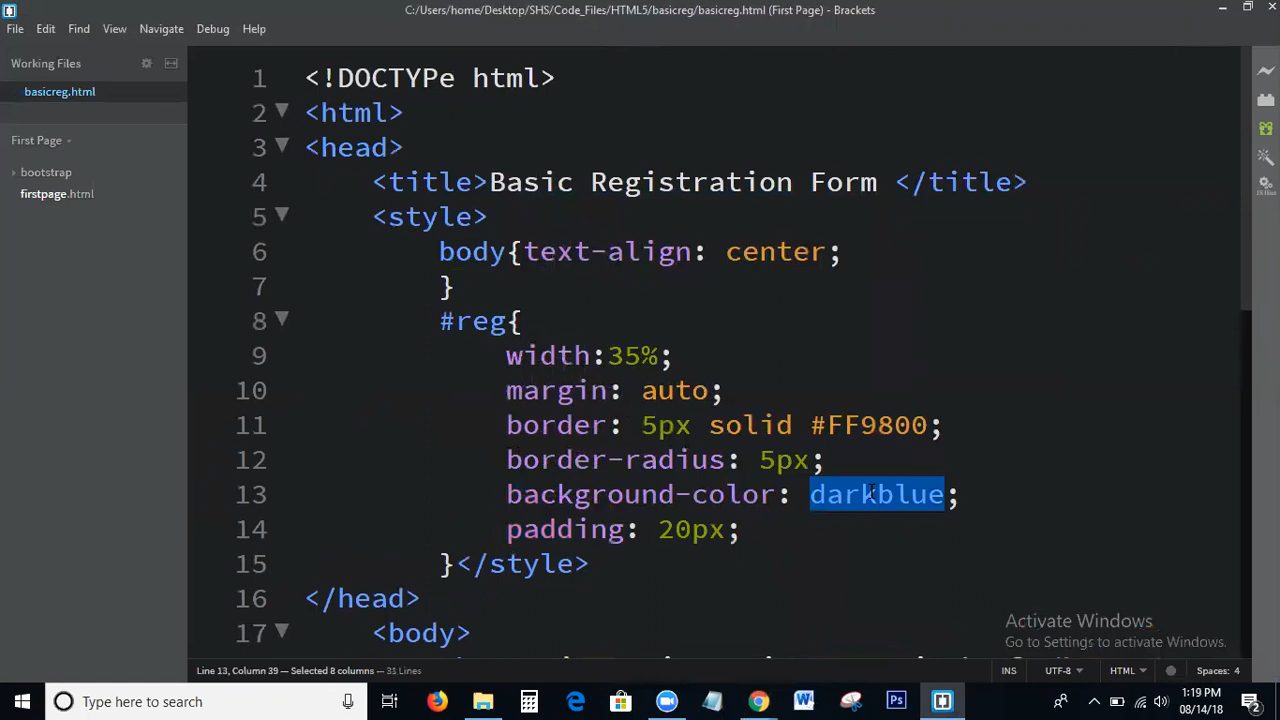 C:/Users/home/Desktop/SHS/Code_Files/HTML5/basicreg/basicreg.html (First Page) - Brackets
File Edit Find View Navigate Debug Help
Working Files
basicreg.html
First Page
bootstrap
firstpage.html
1 <!DOCTYPe html>
2 <html>
3 <head>
4 <title>Basic Registration Form </title>
5 <style>
6 body{text-align: center;
7 }
8 #reg{
9 width:35%;
10 margin: auto;
11 border: 5px solid #FF9800;
12 border-radius: 5px;
13 background-color: darkblue;
14 padding: 20px;
15 }</style>
16 </head>
17 <body>
Activate Windows
Go to Settings to activate Windows.
Line 13, Column 39 — Selected 8 columns — 31 Lines
INS UTF-8 HTML Spaces: 4
Type here to search
1:19 PM
08/14/18
2